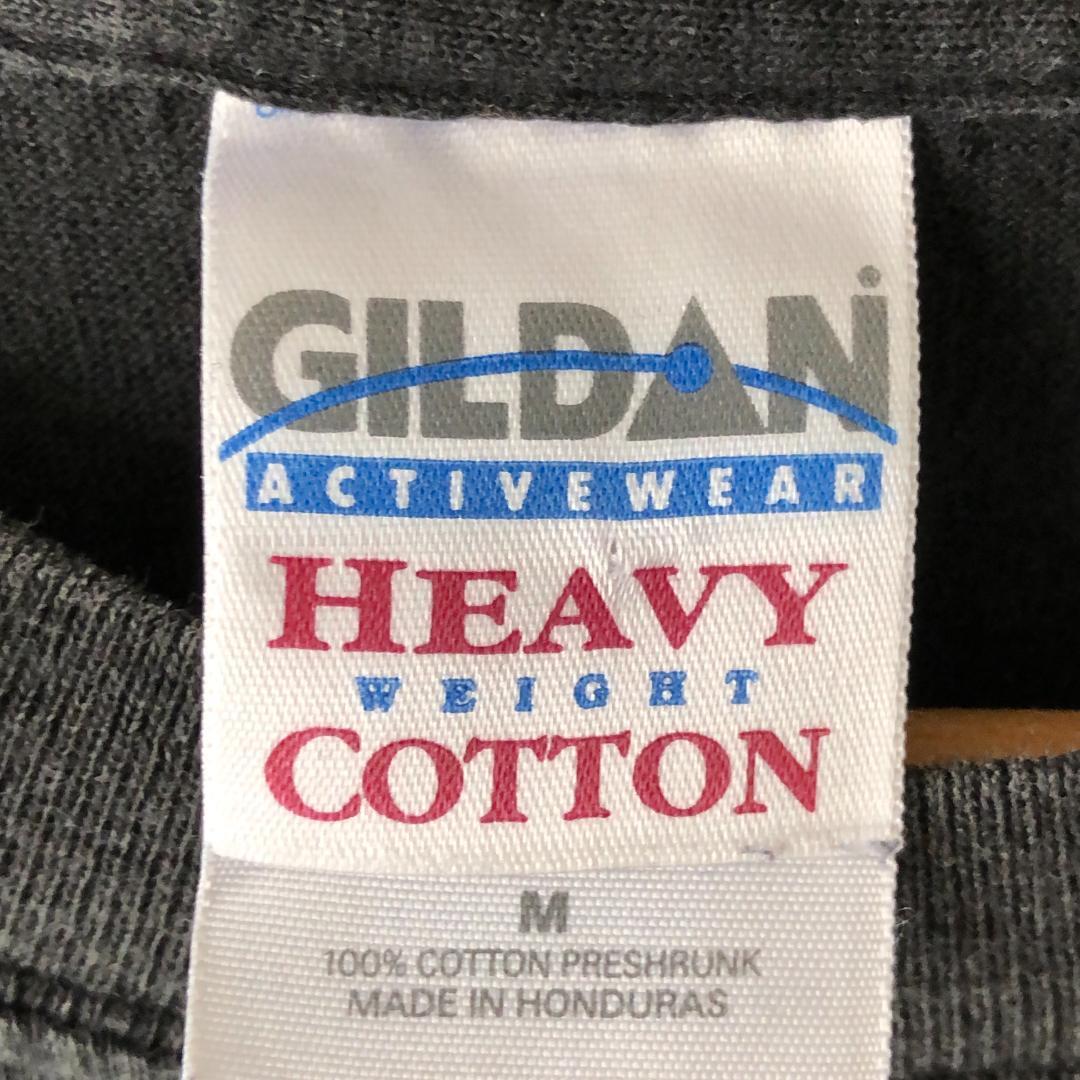 GILDAN
ACTIVEWEAR
HEAVY
WEIGHT
COTTON
M
100% COTTON PRESHRUNK
MADE IN HONDURAS